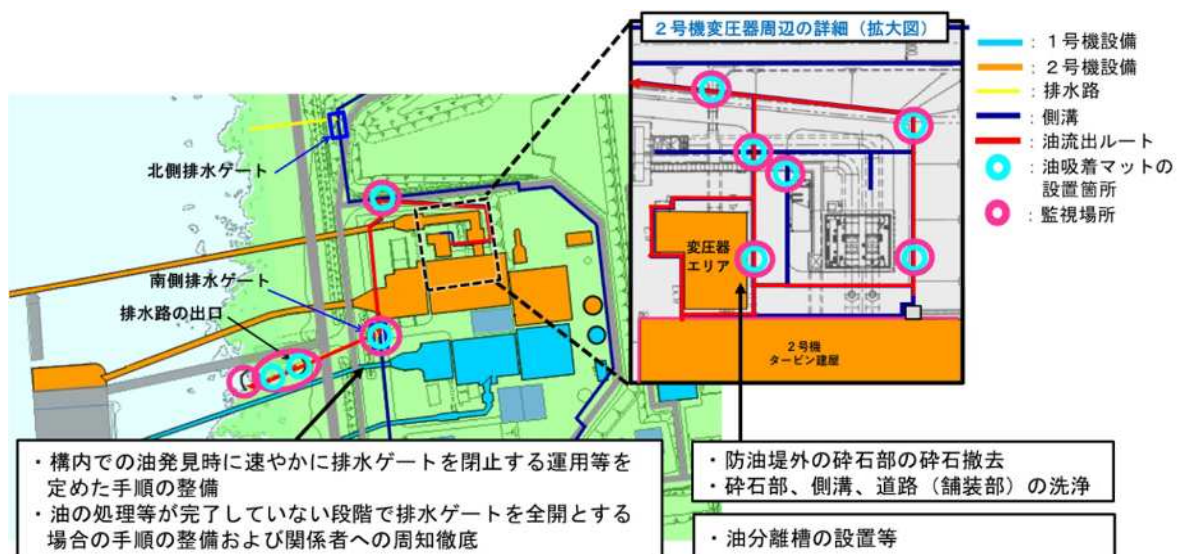 2号機変圧器周辺の詳細（拡大図）
：1号機設備
：2号機設備
：排水路
：側溝
：油流出ルート
：油吸着マットの
設置箇所
：監視場所
北側排水ゲート
南側排水ゲート
排水路の出口
変圧器
エリア
2号機
タービン建屋
・構内での油発見時に速やかに排水ゲートを閉止する運用等を
定めた手順の整備
・油の処理等が完了していない段階で排水ゲートを全開とする
場合の手順の整備および関係者への周知徹底
・防油堤外の砕石部の砕石撤去
・砕石部、側溝、道路（舗装部）の洗浄
・油分離槽の設置等